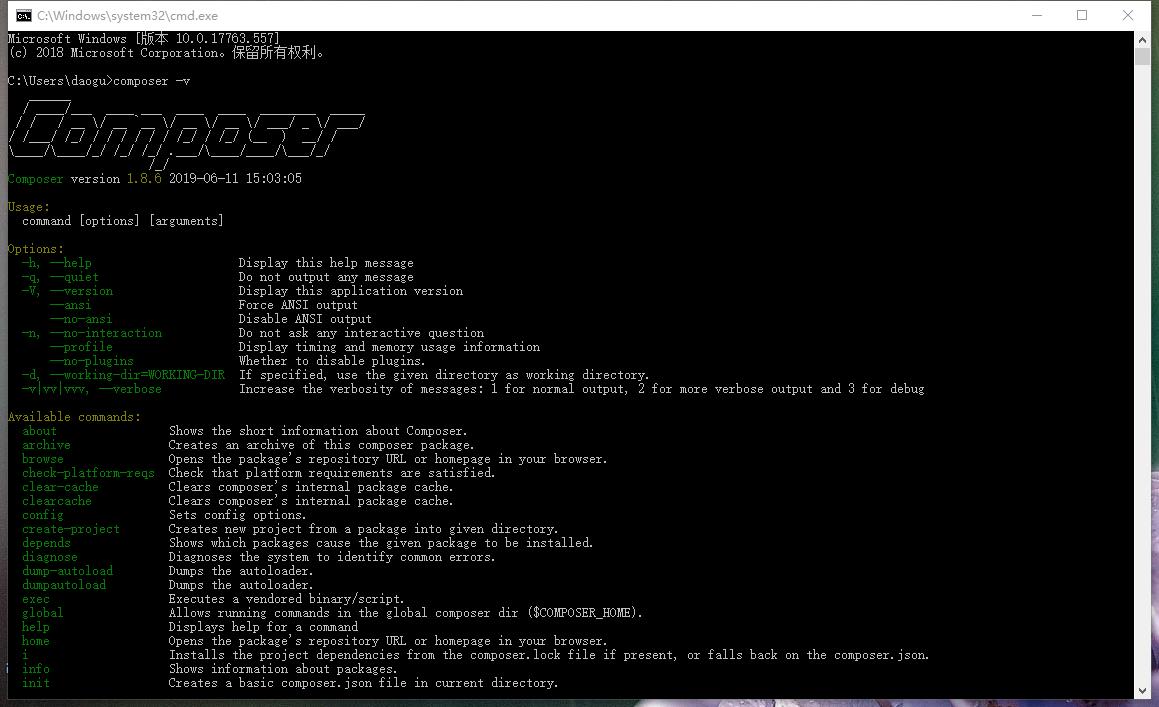 C:\Windows\system32\cmd.exe
Microsoft Windows [版本 10.0.17763.557]
(c) 2018 Microsoft Corporation。保留所有权利。
C:\Users\daogu>composer -v
Composer
Composer version 1.8.6 2019-06-11 15:03:05
Usage:
command [options] [arguments]
Options:
-h, --help Display this help message
-q, --quiet Do not output any message
-V, --version Display this application version
--ansi Force ANSI output
--no-ansi Disable ANSI output
-n, --no-interaction Do not ask any interactive question
--profile Display timing and memory usage information
--no-plugins Whether to disable plugins.
-d, --working-dir=WORKING-DIR If specified, use the given directory as working directory.
-v|vv|vvv, --verbose Increase the verbosity of messages: 1 for normal output, 2 for more verbose output and 3 for debug
Available commands:
about Shows the short information about Composer.
archive Creates an archive of this composer package.
browse Opens the package's repository URL or homepage in your browser.
check-platform-reqs Check that platform requirements are satisfied.
clear-cache Clears composer's internal package cache.
clearcache Clears composer's internal package cache.
config Sets config options.
create-project Creates new project from a package into given directory.
depends Shows which packages cause the given package to be installed.
diagnose Diagnoses the system to identify common errors.
dump-autoload Dumps the autoloader.
dumpautoload Dumps the autoloader.
exec Executes a vendored binary/script.
global Allows running commands in the global composer dir ($COMPOSER_HOME).
help Displays help for a command
home Opens the package's repository URL or homepage in your browser.
i Installs the project dependencies from the composer.lock file if present, or falls back on the composer.json.
info Shows information about packages.
init Creates a basic composer.json file in current directory.